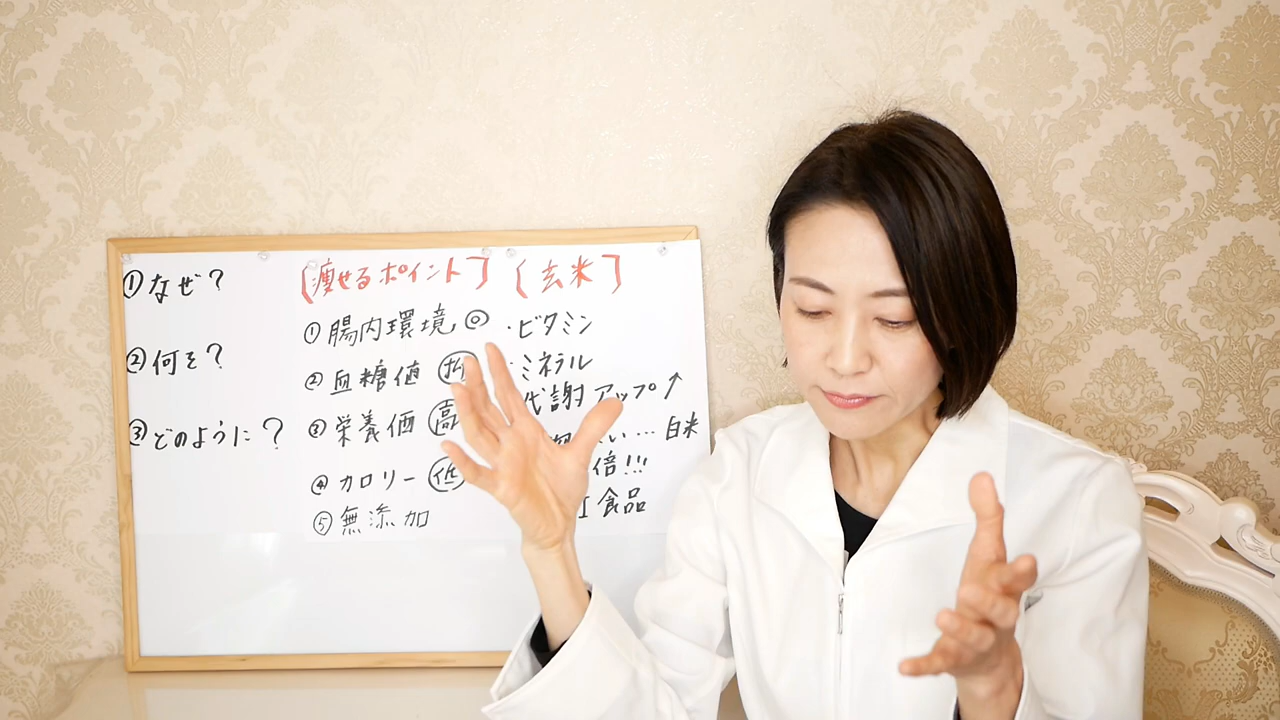 ①なぜ?
②何を?
③どのように?
[痩せるポイント]
①腸内環境◎
②血糖値
③栄養価 高
④カロリー 低
⑤無添加
[玄米]
・ビタミン
・ミネラル
代謝アップ↑
い…白米
倍!!!
食品